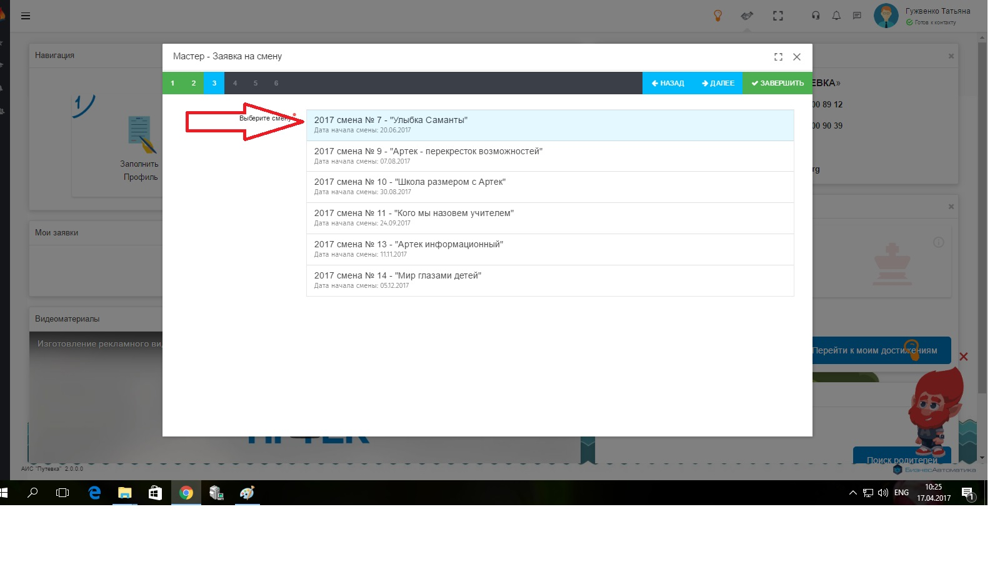 Гужвенко Татьяна
Готов к контакту
Навигация
Заполнить
Профиль
Мои заявки
Видеоматериалы
Изготовление рекламного ви
Мастер - Заявка на смену
1 2 3 4 5 6
НАЗАД ДАЛЕЕ ЗАВЕРШИТЬ
Выберите смену*
2017 смена № 7 - "Улыбка Саманты"
Дата начала смены: 20.06.2017
2017 смена № 9 - "Артек - перекресток возможностей"
Дата начала смены: 07.08.2017
2017 смена № 10 - "Школа размером с Артек"
Дата начала смены: 30.08.2017
2017 смена № 11 - "Кого мы назовем учителем"
Дата начала смены: 24.09.2017
2017 смена № 13 - "Артек информационный"
Дата начала смены: 11.11.2017
2017 смена № 14 - "Мир глазами детей"
Дата начала смены: 05.12.2017
ЕВКА»
00 89 12
00 90 39
rg
Перейти к моим достижениям
Поиск родителей
АИС "Путевка" 2.0.0.0
БизнесАвтоматика
ENG
10:25
17.04.2017
1